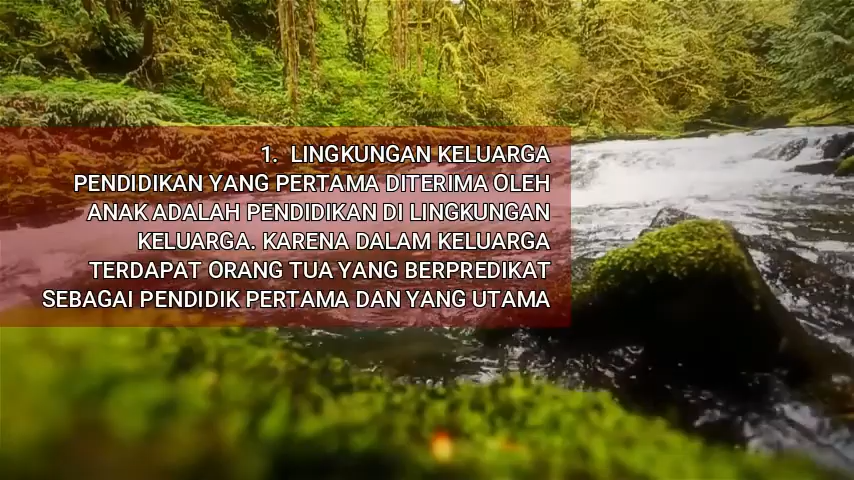 1. LINGKUNGAN KELUARGA
PENDIDIKAN YANG PERTAMA DITERIMA OLEH
ANAK ADALAH PENDIDIKAN DI LINGKUNGAN
KELUARGA. KARENA DALAM KELUARGA
TERDAPAT ORANG TUA YANG BERPREDIKAT
SEBAGAI PENDIDIK PERTAMA DAN YANG UTAMA